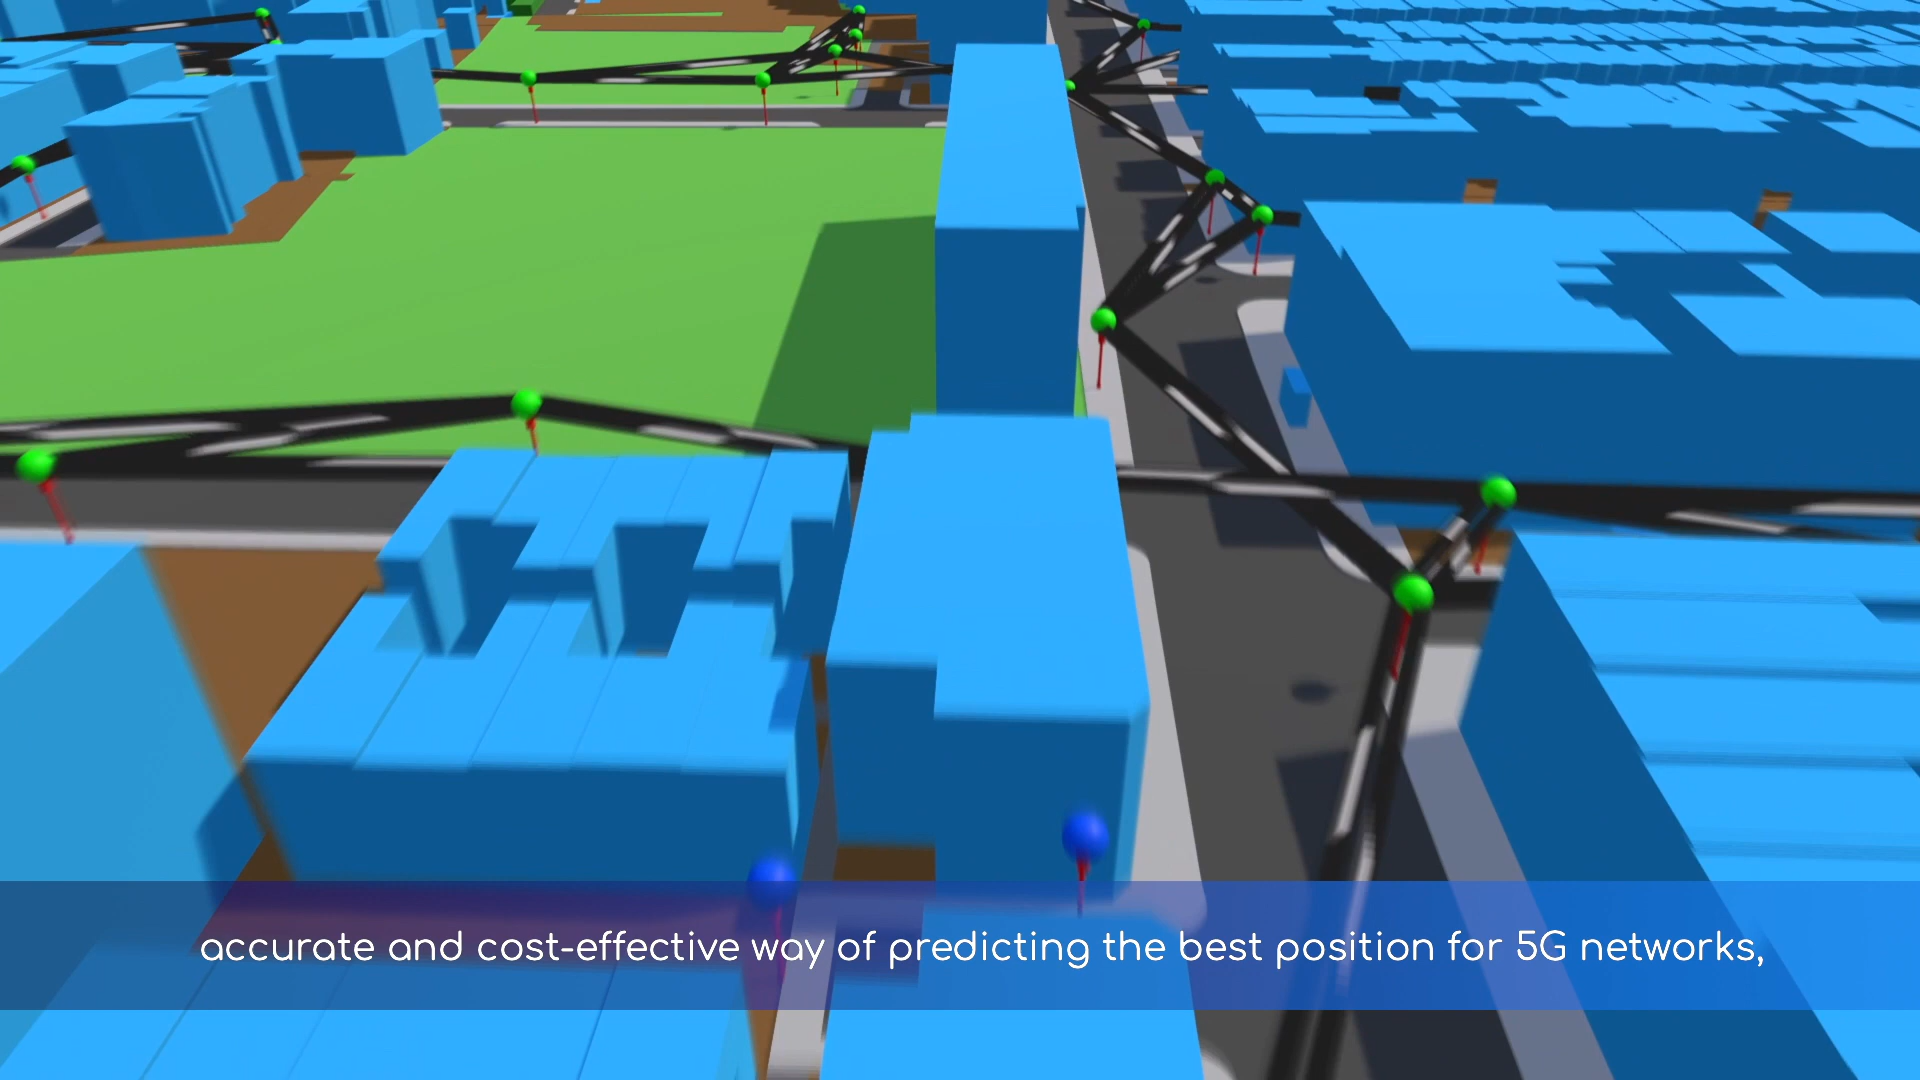 accurate and cost-effective way of predicting the best position for 5G networks,